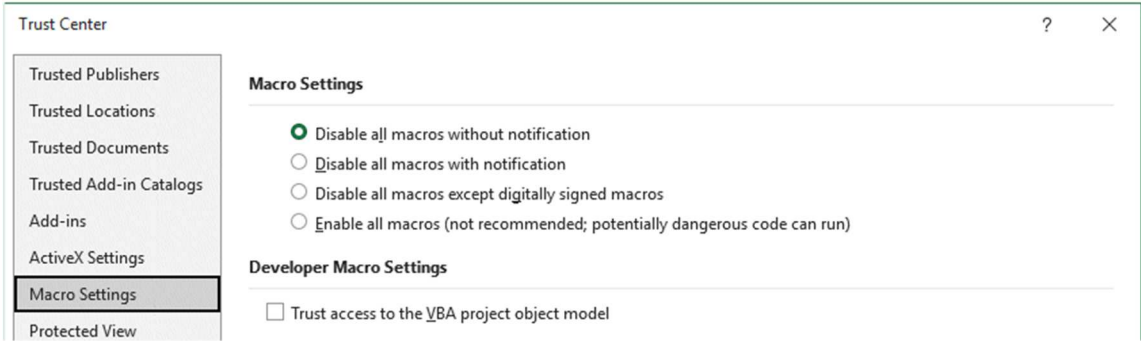 Trust Center
?
Trusted Publishers
Trusted Locations
Trusted Documents
Trusted Add-in Catalogs
Add-ins
ActiveX Settings
Macro Settings
Protected View
Macro Settings
Disable all macros without notification
Disable all macros with notification
Disable all macros except digitally signed macros
Enable all macros (not recommended; potentially dangerous code can run)
Developer Macro Settings
Trust access to the VBA project object model